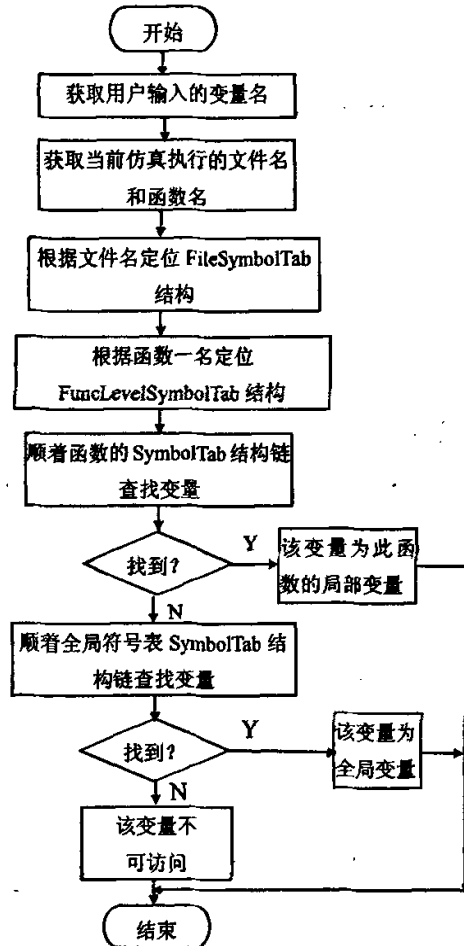 开始
获取用户输入的变量名
获取当前仿真执行的文件名
和函数名
根据文件名定位 FileSymbolTab
结构
根据函数一名定位
FuncLevelSymbolTab 结构
顺着函数的 SymbolTab 结构链
查找变量
找到?
Y
该变量为此函
数的局部变量
N
顺着全局符号表 SymbolTab 结
构链查找变量
找到?
Y
该变量为
全局变量
N
该变量不
可访问
结束